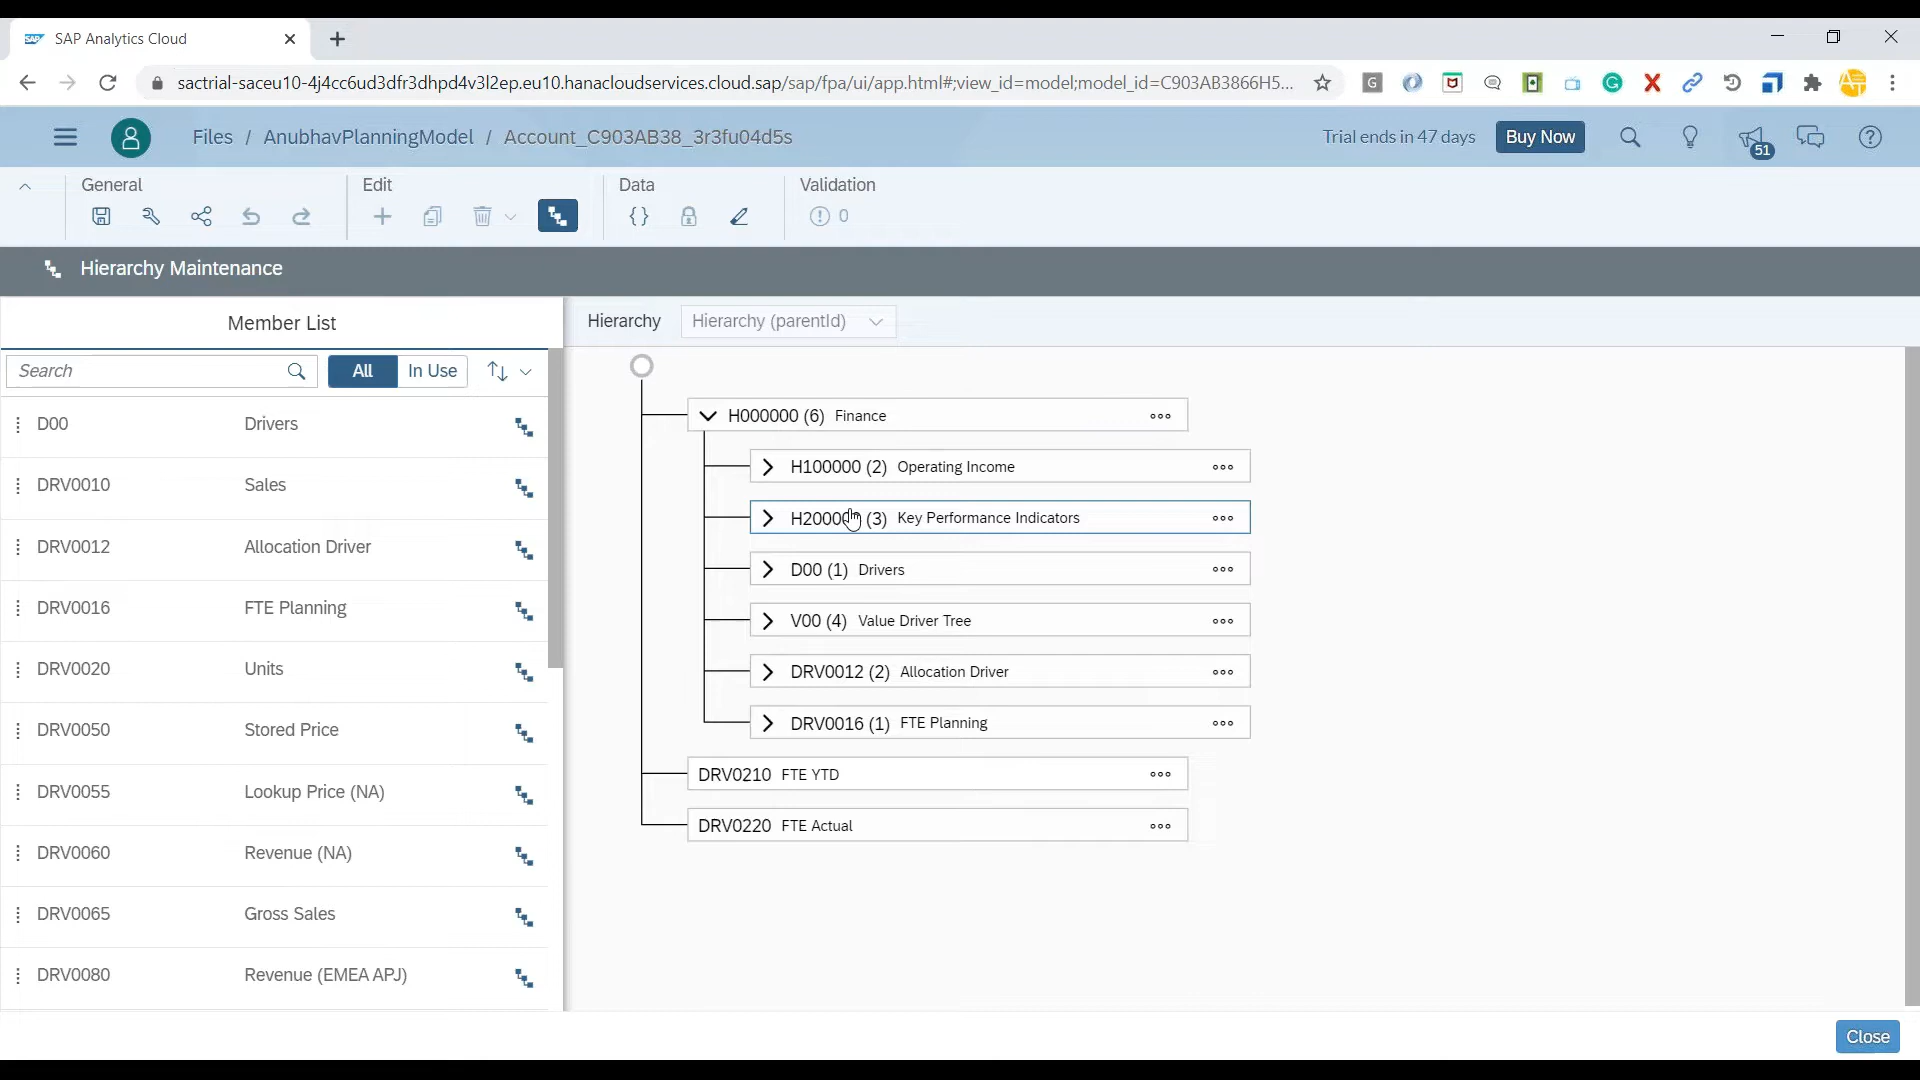 SAP Analytics Cloud
sactrial-saceu10-4j4cc6ud3dfr3dhpd4v3l2ep.eu10.hanacloudservices.cloud.sap/sap/fpa/ui/app.html#;view_id=model;model_id=C903AB3866H5...
Files / AnubhavPlanningModel / Account_C903AB38_3r3fu04d5s
Trial ends in 47 days
Buy Now
51
General
Edit
Data
Validation
0
Hierarchy Maintenance
Member List
Search
All
In Use
D00 Drivers
DRV0010 Sales
DRV0012 Allocation Driver
DRV0016 FTE Planning
DRV0020 Units
DRV0050 Stored Price
DRV0055 Lookup Price (NA)
DRV0060 Revenue (NA)
DRV0065 Gross Sales
DRV0080 Revenue (EMEA APJ)
Hierarchy
Hierarchy (parentId)
H000000 (6) Finance
H100000 (2) Operating Income
(3) Key Performance Indicators
D00 (1) Drivers
V00 (4) Value Driver Tree
DRV0012 (2) Allocation Driver
DRV0016 (1) FTE Planning
DRV0210 FTE YTD
DRV0220 FTE Actual
Close